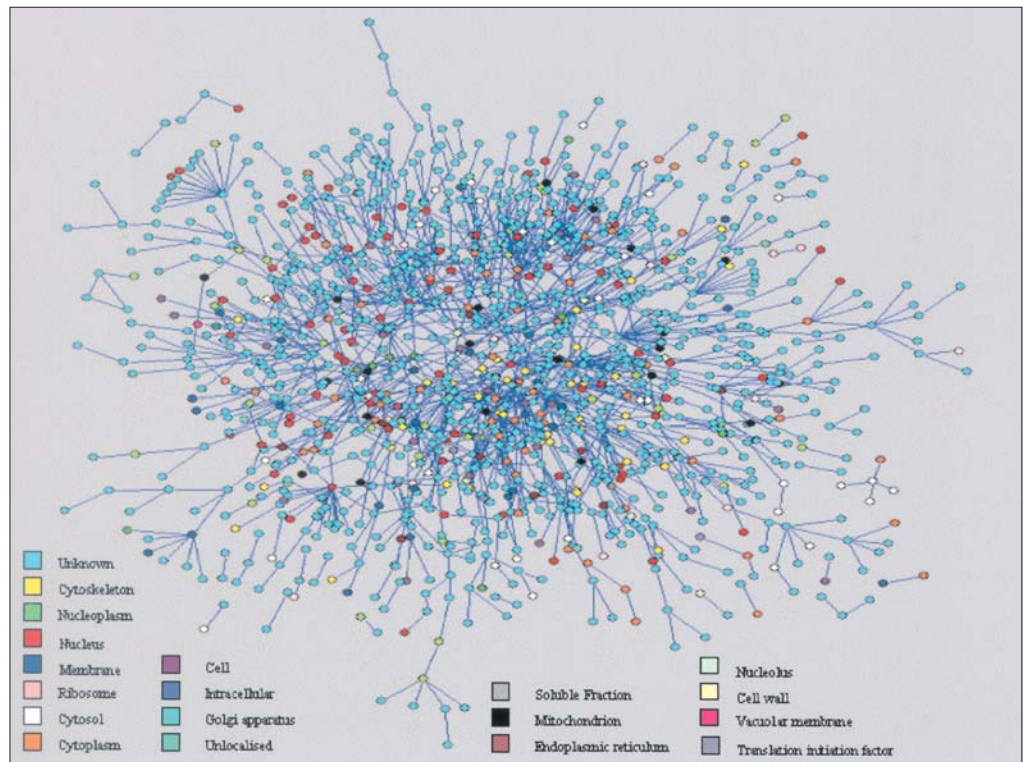 Unknown
Cytoskeleton
Nucleoplasm
Nucleus
Membrane
Ribosome
Cytosol
Cytoplasm
Cell
Intracellular
Golgi apparatus
Unlocalised
Soluble Fraction
Mitochondrion
Endoplasmic reticulum
Nucleolus
Cell wall
Vacuolar membrane
Translation initiation factor